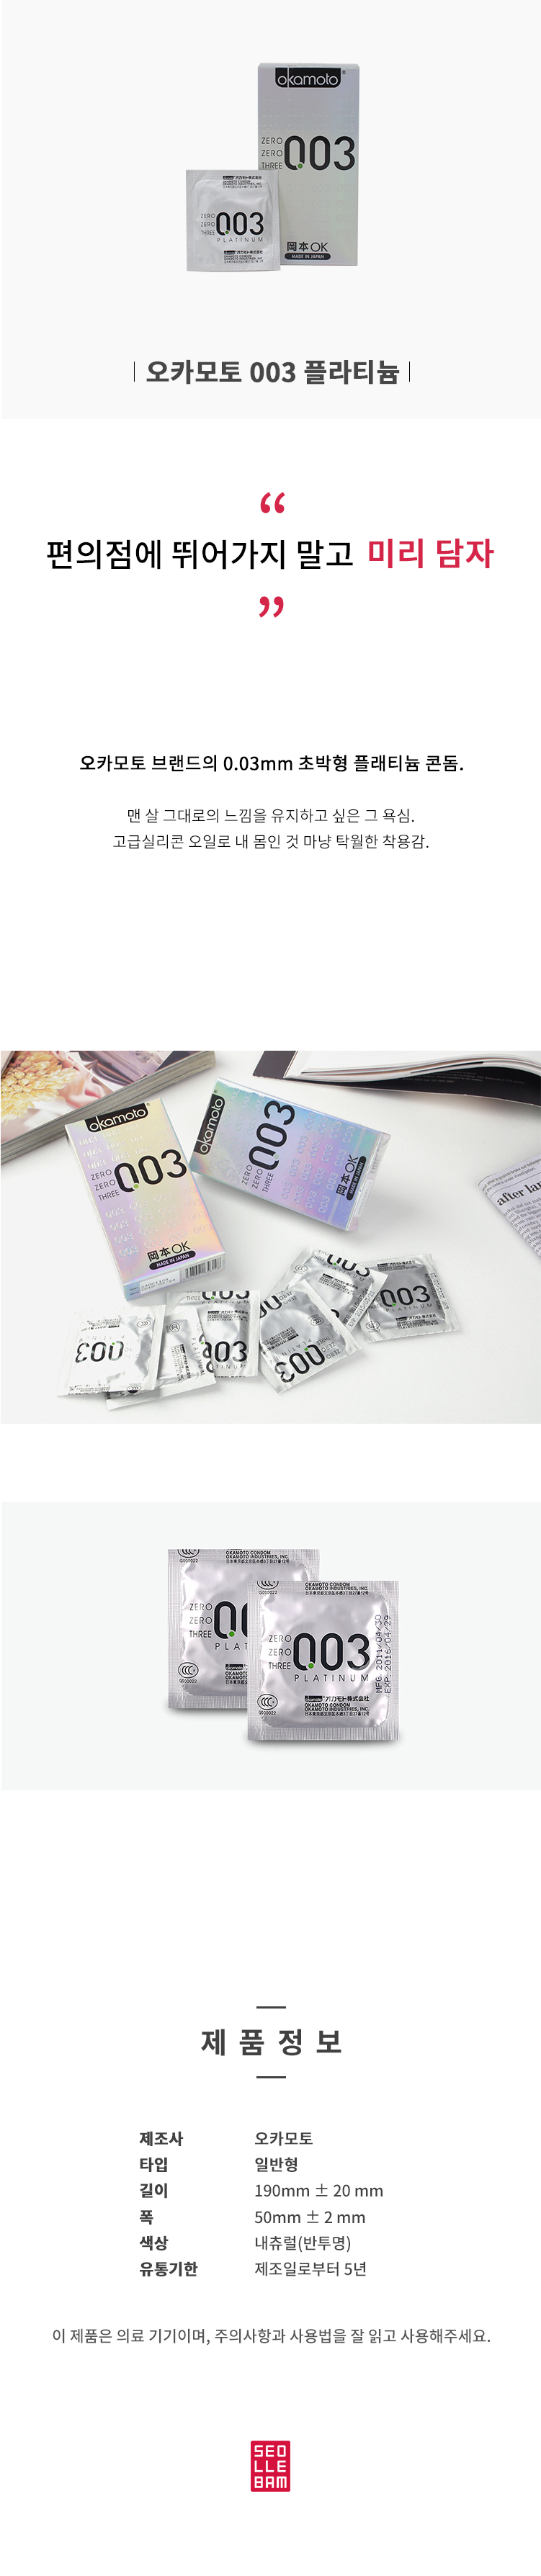 okamoto
ZERO
ZERO
THREE
003
岡本OK
MADE IN JAPAN
ZERO
ZERO
THREE
003
PLATINUM
오카모토 003 플라티늄
“
편의점에 뛰어가지 말고 미리 담자
”
오카모토 브랜드의 0.03mm 초박형 플래티늄 콘돔.
맨 살 그대로의 느낌을 유지하고 싶은 그 욕심.
고급실리콘 오일로 내 몸인 것 마냥 탁월한 착용감.
okamoto
ZERO
ZERO
THREE
003
岡本OK
MADE IN JAPAN
okamoto
ZERO
ZERO
THREE
003
岡本OK
after
003
003
003
003
OKAMOTO CONDOM
OKAMOTO INDUSTRIES, INC.
ZERO
ZERO
THREE
PLAT
OKAMOTO CONDOM
OKAMOTO INDUSTRIES, INC.
ZERO
ZERO
THREE
003
PLATINUM
MFG. 2011/04/30
EXP. 2016/04/29
okamoto オカモト株式会社
OKAMOTO CONDOM
OKAMOTO INDUSTRIES, INC.
제품정보
제조사 오카모토
타입 일반형
길이 190mm ± 20 mm
폭 50mm ± 2 mm
색상 내츄럴(반투명)
유통기한 제조일로부터 5년
이 제품은 의료 기기이며, 주의사항과 사용법을 잘 읽고 사용해주세요.
SEO
LLE
BAM